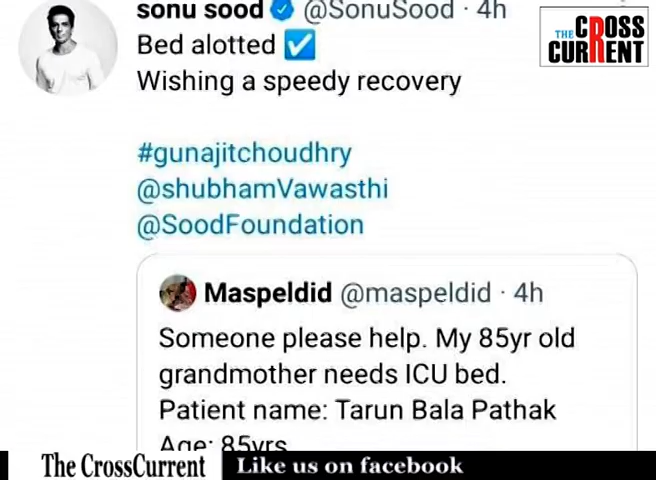 sonu sood @SonuSood · 4h
THE CROSS
CURRENT
Bed alotted
Wishing a speedy recovery
#gunajitchoudhry
@shubhamVawasthi
@SoodFoundation
Maspeldid @maspeldid · 4h
Someone please help. My 85yr old
grandmother needs ICU bed.
Patient name: Tarun Bala Pathak
Age: 85yrs
The CrossCurrent Like us on facebook